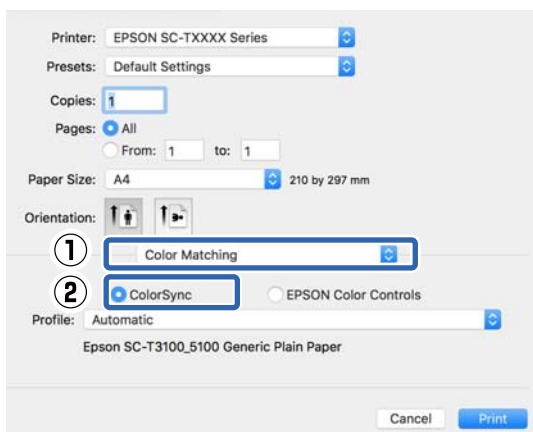 Printer: EPSON SC-TXXXX Series
Presets: Default Settings
Copies: 1
Pages: All
From: 1 to: 1
Paper Size: A4 210 by 297 mm
Orientation:
① Color Matching
② ColorSync EPSON Color Controls
Profile: Automatic
Epson SC-T3100_5100 Generic Plain Paper
Cancel Print